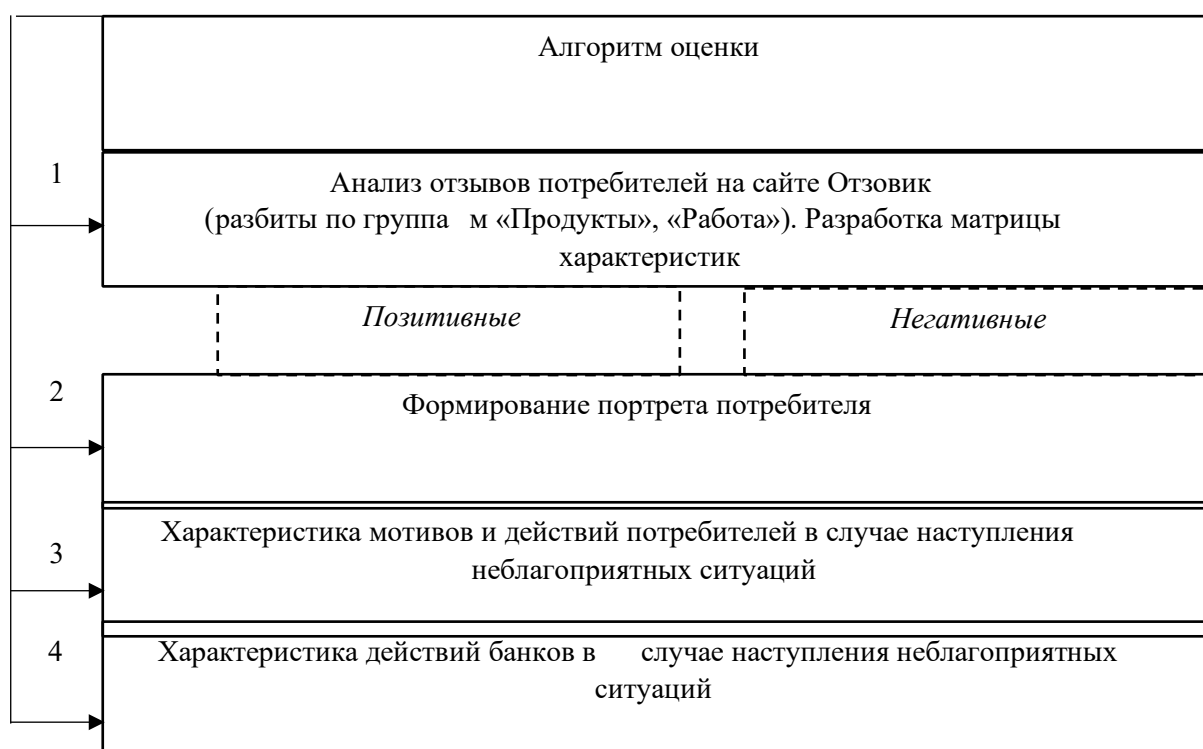 Алгоритм оценки
1
Анализ отзывов потребителей на сайте Отзовик
(разбиты по группа м «Продукты», «Работа»). Разработка матрицы
характеристик
Позитивные
Негативные
2
Формирование портрета потребителя
3
Характеристика мотивов и действий потребителей в случае наступления
неблагоприятных ситуаций
4
Характеристика действий банков в случае наступления неблагоприятных
ситуаций